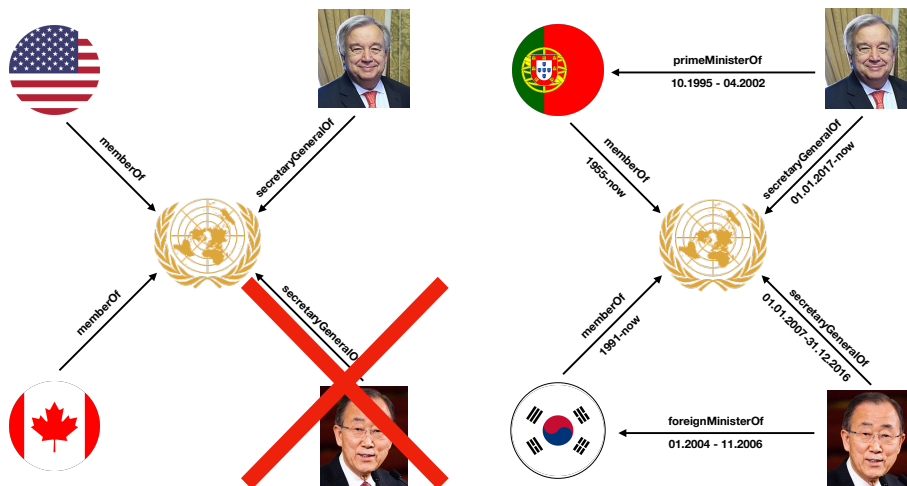 memberOf
secretaryGeneralOf
memberOf
secretaryGeneralOf
primeMinisterOf
10.1995 - 04.2002
memberOf
1955-now
secretaryGeneralOf
01.01.2017-now
memberOf
1991-now
secretaryGeneralOf
01.01.2007-31.12.2016
foreignMinisterOf
01.2004 - 11.2006